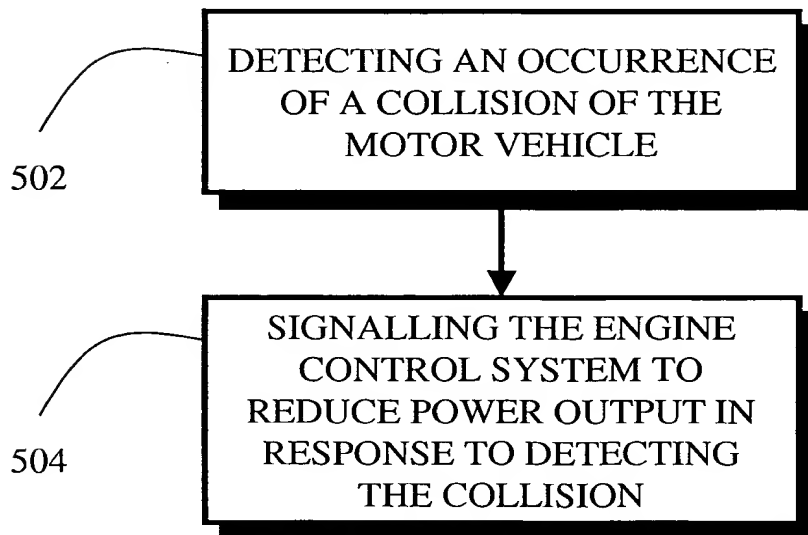 DETECTING AN OCCURRENCE
OF A COLLISION OF THE
MOTOR VEHICLE
502
SIGNALLING THE ENGINE
CONTROL SYSTEM TO
REDUCE POWER OUTPUT IN
RESPONSE TO DETECTING
THE COLLISION
504